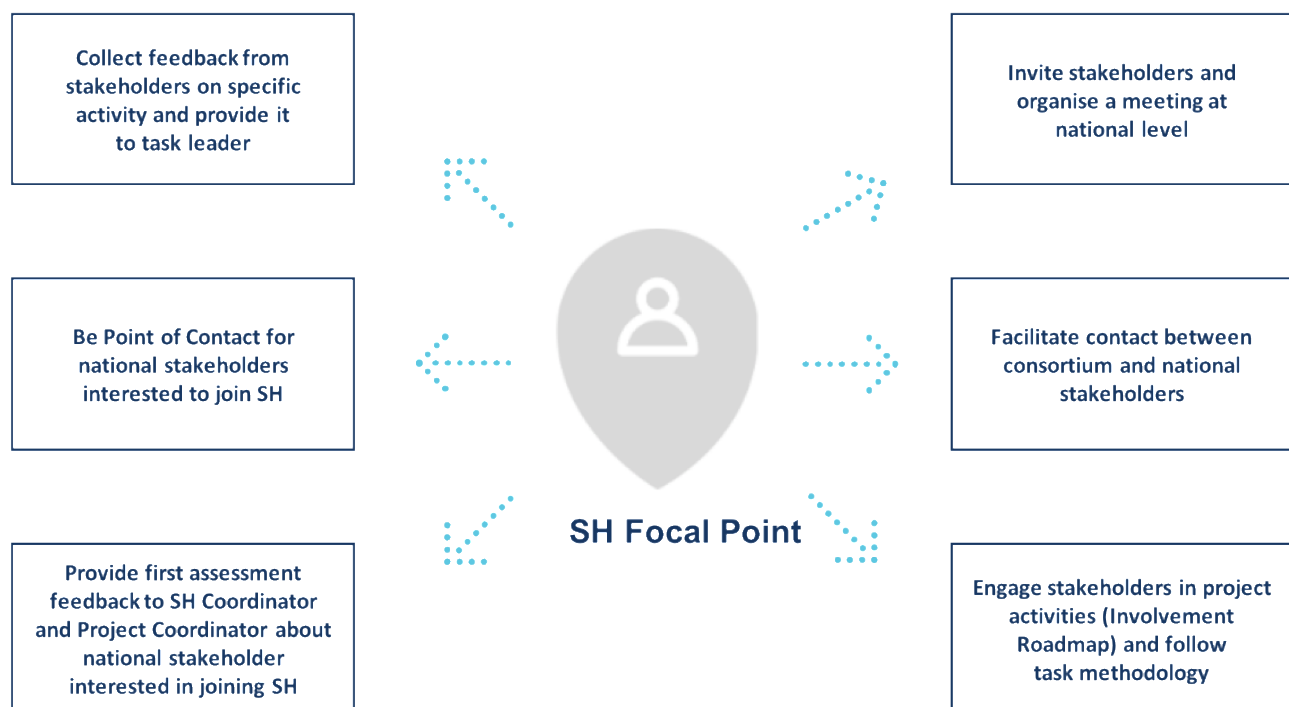 Collect feedback from
stakeholders on specific
activity and provide it
to task leader
Invite stakeholders and
organise a meeting at
national level
Be Point of Contact for
national stakeholders
interested to join SH
Facilitate contact between
consortium and national
stakeholders
SH Focal Point
Provide first assessment
feedback to SH Coordinator
and Project Coordinator about
national stakeholder
interested in joining SH
Engage stakeholders in project
activities (Involvement
Roadmap) and follow
task methodology